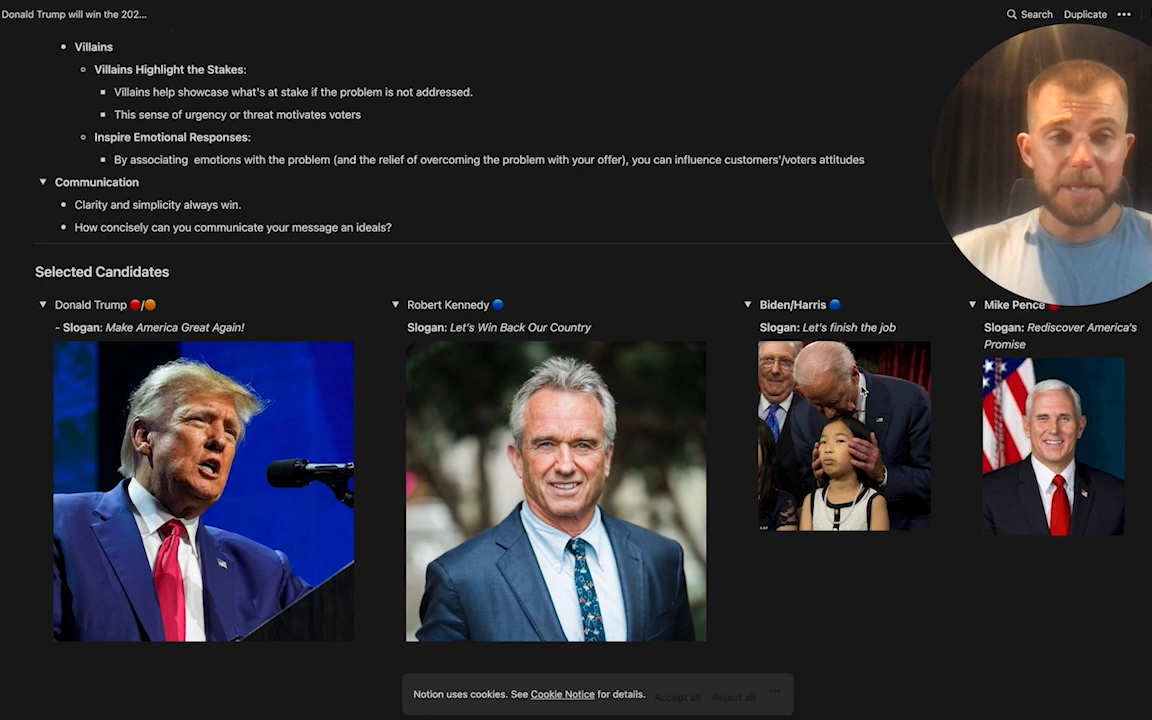 Donald Trump will win the 202...
Search Duplicate
Villains
Villains Highlight the Stakes:
Villains help showcase what's at stake if the problem is not addressed.
This sense of urgency or threat motivates voters
Inspire Emotional Responses:
By associating emotions with the problem (and the relief of overcoming the problem with your offer), you can influence customers'/voters attitudes
Communication
Clarity and simplicity always win.
How concisely can you communicate your message an ideals?
Selected Candidates
Donald Trump 🔴/🟠
- Slogan: Make America Great Again!
Robert Kennedy 🔵
Slogan: Let's Win Back Our Country
Biden/Harris 🔵
Slogan: Let's finish the job
Mike Pence 🔴
Slogan: Rediscover America's
Promise
Notion uses cookies. See Cookie Notice for details. Accept all Reject all